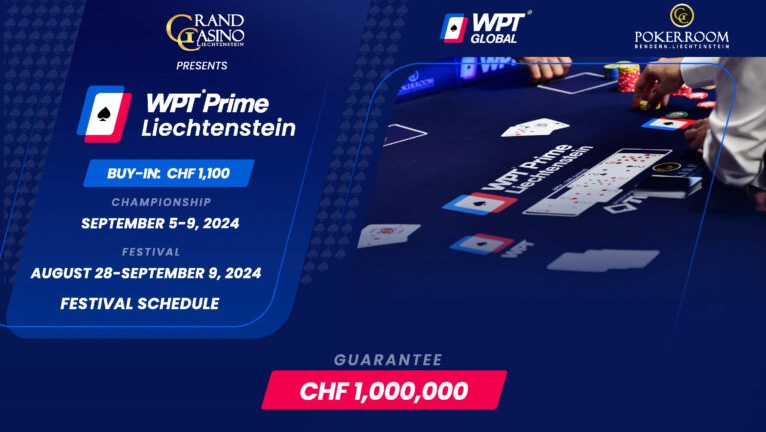 GRAND
CASINO
LIECHTENSTEIN
PRESENTS
WPT® Prime
Liechtenstein
BUY-IN: CHF 1,100
CHAMPIONSHIP
SEPTEMBER 5-9, 2024
FESTIVAL
AUGUST 28-SEPTEMBER 9, 2024
FESTIVAL SCHEDULE
WPT®
GLOBAL
POKERROOM
BENDERN.LIECHTENSTEIN
WPT Prime
Liechtenstein
WPT
GUARANTEE
CHF 1,000,000